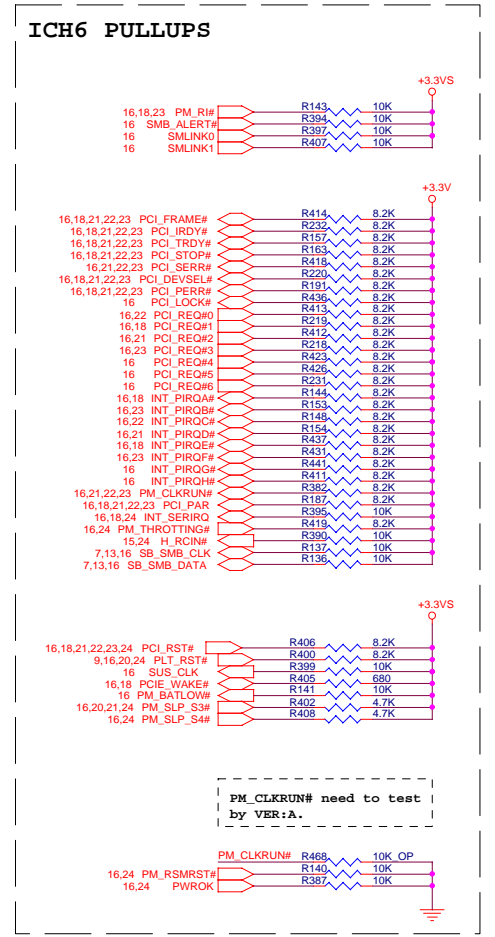 ICH6 PULLUPS
+3.3VS
16,18,23 PM_RI# R143 10K
16 SMB_ALERT# R394 10K
16 SMLINK0 R397 10K
16 SMLINK1 R407 10K
+3.3V
16,18,21,22,23 PCI_FRAME# R414 8.2K
16,18,21,22,23 PCI_IRDY# R232 8.2K
16,18,21,22,23 PCI_TRDY# R157 8.2K
16,18,21,22,23 PCI_STOP# R163 8.2K
16,21,22,23 PCI_SERR# R418 8.2K
16,18,21,22,23 PCI_DEVSEL# R220 8.2K
16,18,21,22,23 PCI_PERR# R191 8.2K
16 PCI_LOCK# R436 8.2K
16,22 PCI_REQ#0 R413 8.2K
16,18 PCI_REQ#1 R219 8.2K
16,21 PCI_REQ#2 R412 8.2K
16,23 PCI_REQ#3 R218 8.2K
16 PCI_REQ#4 R423 8.2K
16 PCI_REQ#5 R426 8.2K
16 PCI_REQ#6 R231 8.2K
16,18 INT_PIRQA# R144 8.2K
16,23 INT_PIRQB# R153 8.2K
16,22 INT_PIRQC# R148 8.2K
16,21 INT_PIRQD# R154 8.2K
16,18 INT_PIRQE# R437 8.2K
16,23 INT_PIRQF# R431 8.2K
16 INT_PIRQG# R441 8.2K
16 INT_PIRQH# R411 8.2K
16,21,22,23 PM_CLKRUN# R382 8.2K
16,18,21,22,23 PCI_PAR R187 8.2K
16,18,24 INT_SERIRQ R395 10K
16,24 PM_THROTTING# R419 8.2K
15,24 H_RCIN# R390 10K
7,13,16 SB_SMB_CLK R137 10K
7,13,16 SB_SMB_DATA R136 10K
+3.3VS
16,18,21,22,23,24 PCI_RST# R406 8.2K
9,16,20,24 PLT_RST# R400 8.2K
16 SUS_CLK R399 10K
16,18 PCIE_WAKE# R405 680
16 PM_BATLOW# R141 10K
16,20,21,24 PM_SLP_S3# R402 4.7K
16,24 PM_SLP_S4# R408 4.7K
PM_CLKRUN# need to test
by VER:A.
PM_CLKRUN# R468 10K_OP
16,24 PM_RSMRST# R140 10K
16,24 PWROK R387 10K